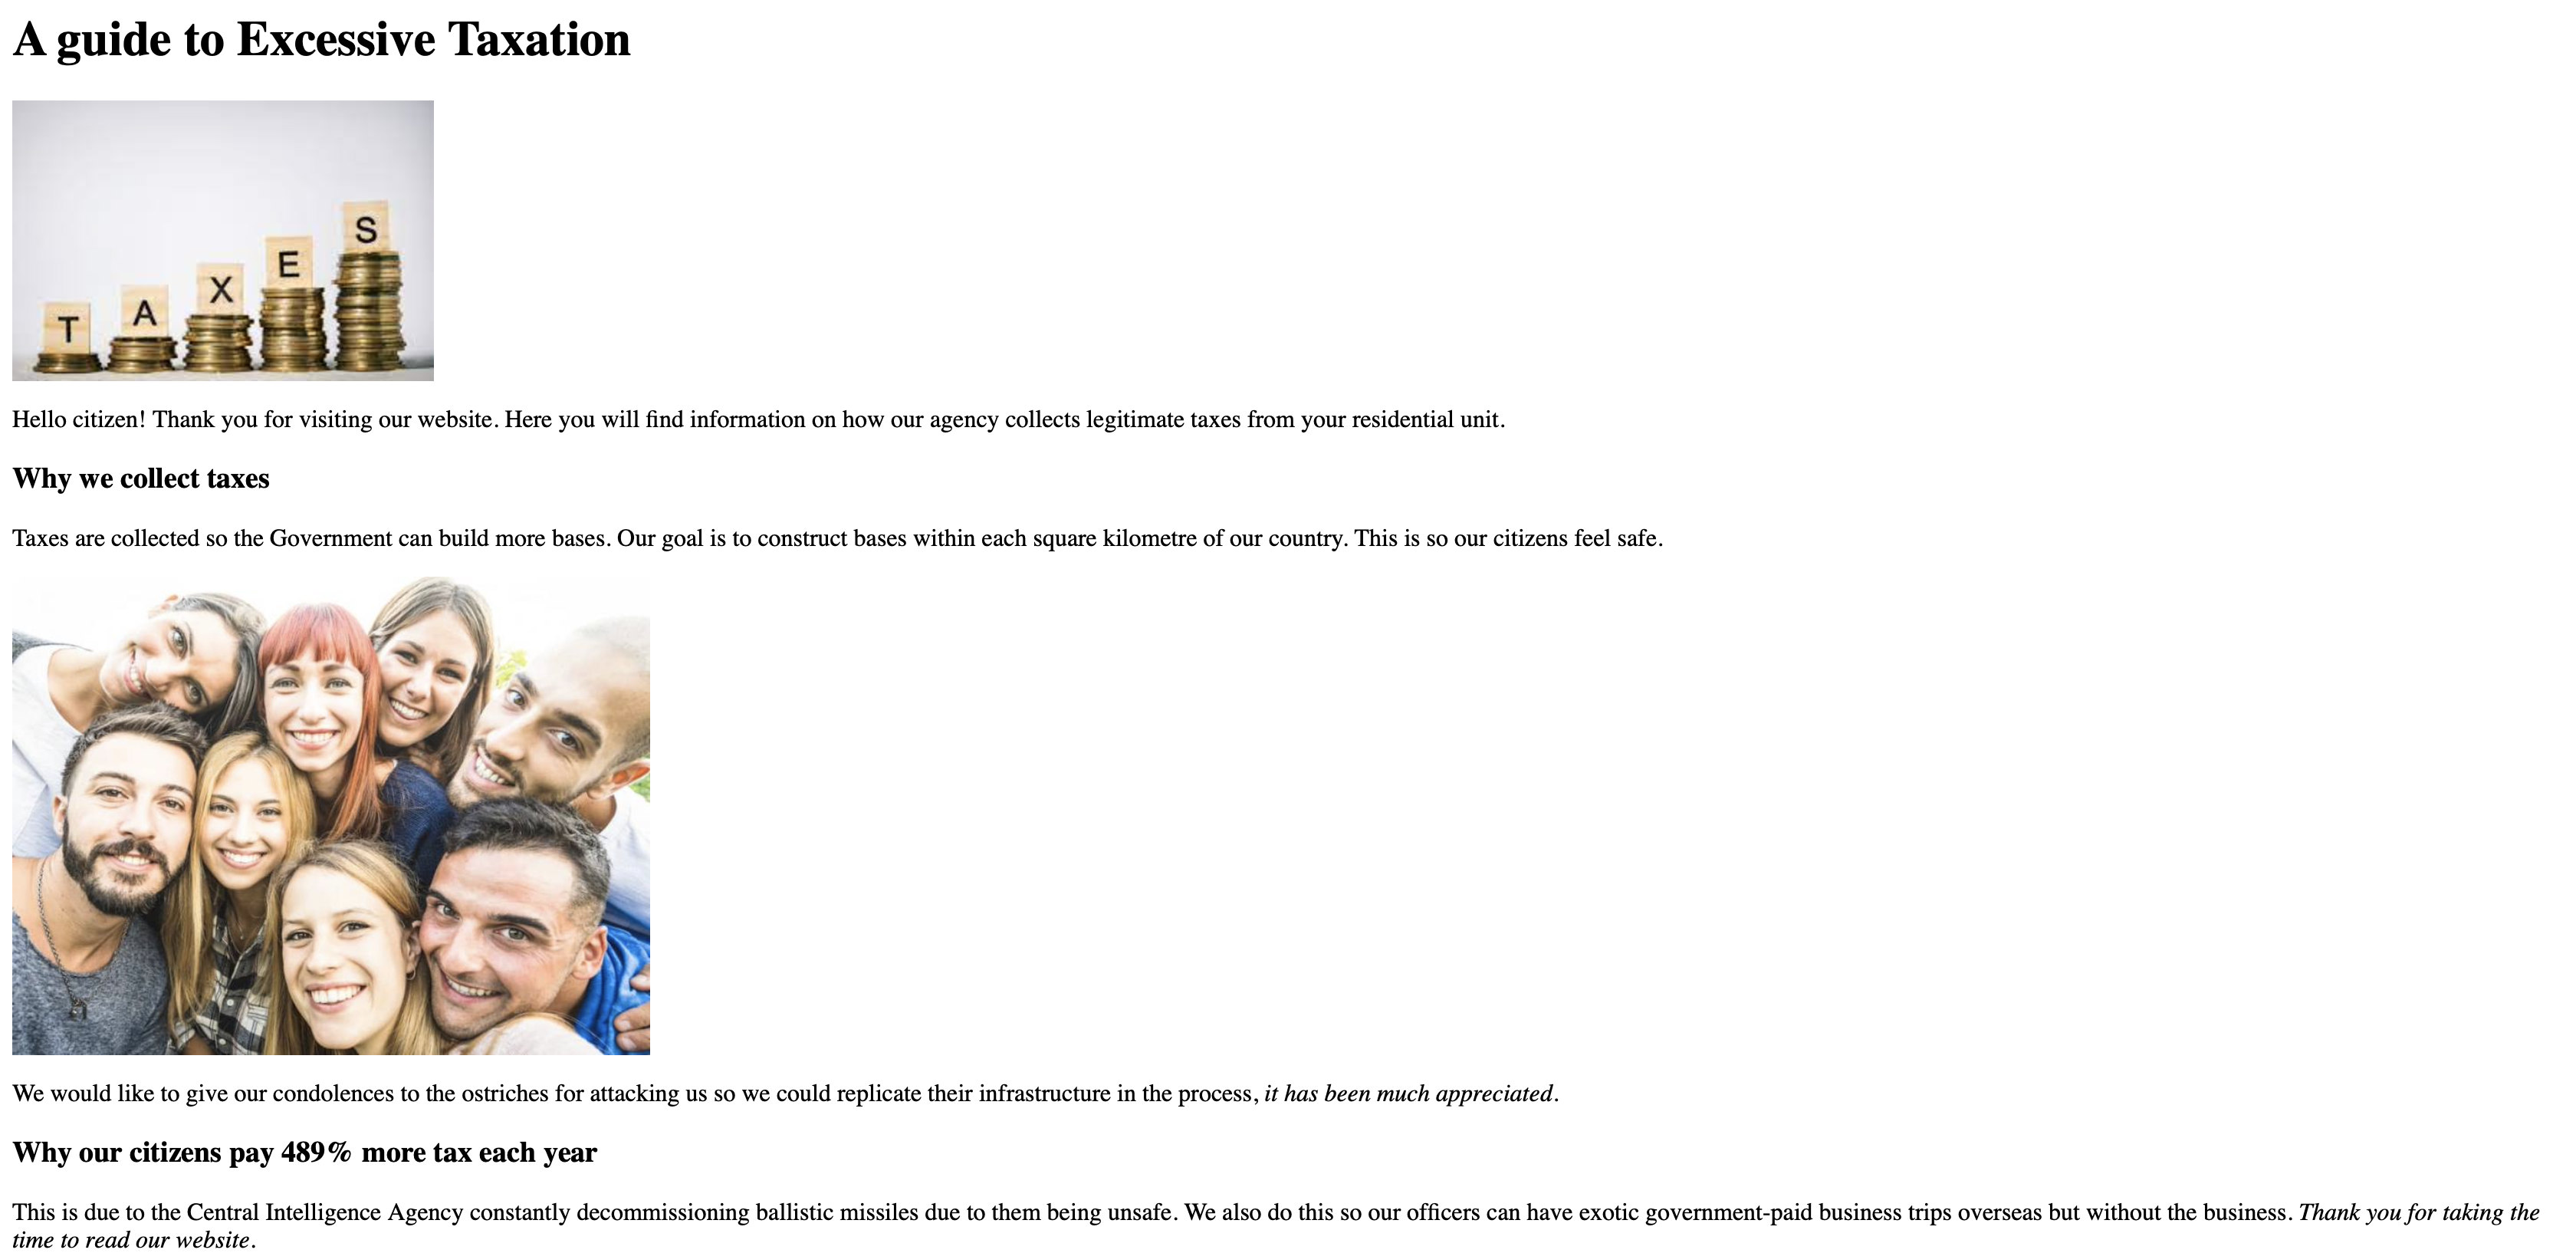 A guide to Excessive Taxation
T A X E S
Hello citizen! Thank you for visiting our website. Here you will find information on how our agency collects legitimate taxes from your residential unit.
Why we collect taxes
Taxes are collected so the Government can build more bases. Our goal is to construct bases within each square kilometre of our country. This is so our citizens feel safe.
We would like to give our condolences to the ostriches for attacking us so we could replicate their infrastructure in the process, it has been much appreciated.
Why our citizens pay 489% more tax each year
This is due to the Central Intelligence Agency constantly decommissioning ballistic missiles due to them being unsafe. We also do this so our officers can have exotic government-paid business trips overseas but without the business. Thank you for taking the
time to read our website.